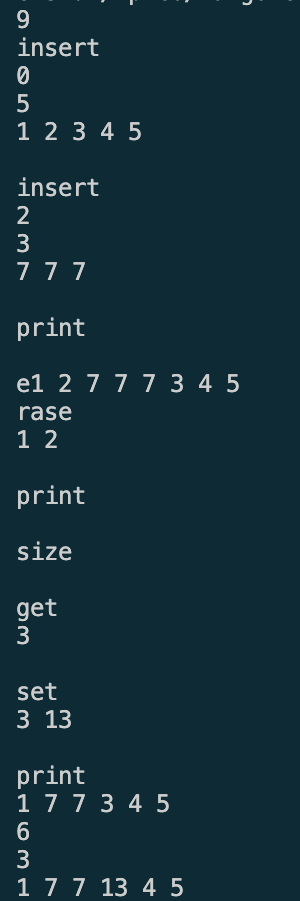 9
insert
0
5
1 2 3 4 5
insert
2
3
7 7 7
print
e1 2 7 7 7 3 4 5
rase
1 2
print
size
get
3
set
3 13
print
1 7 7 3 4 5
6
3
1 7 7 13 4 5